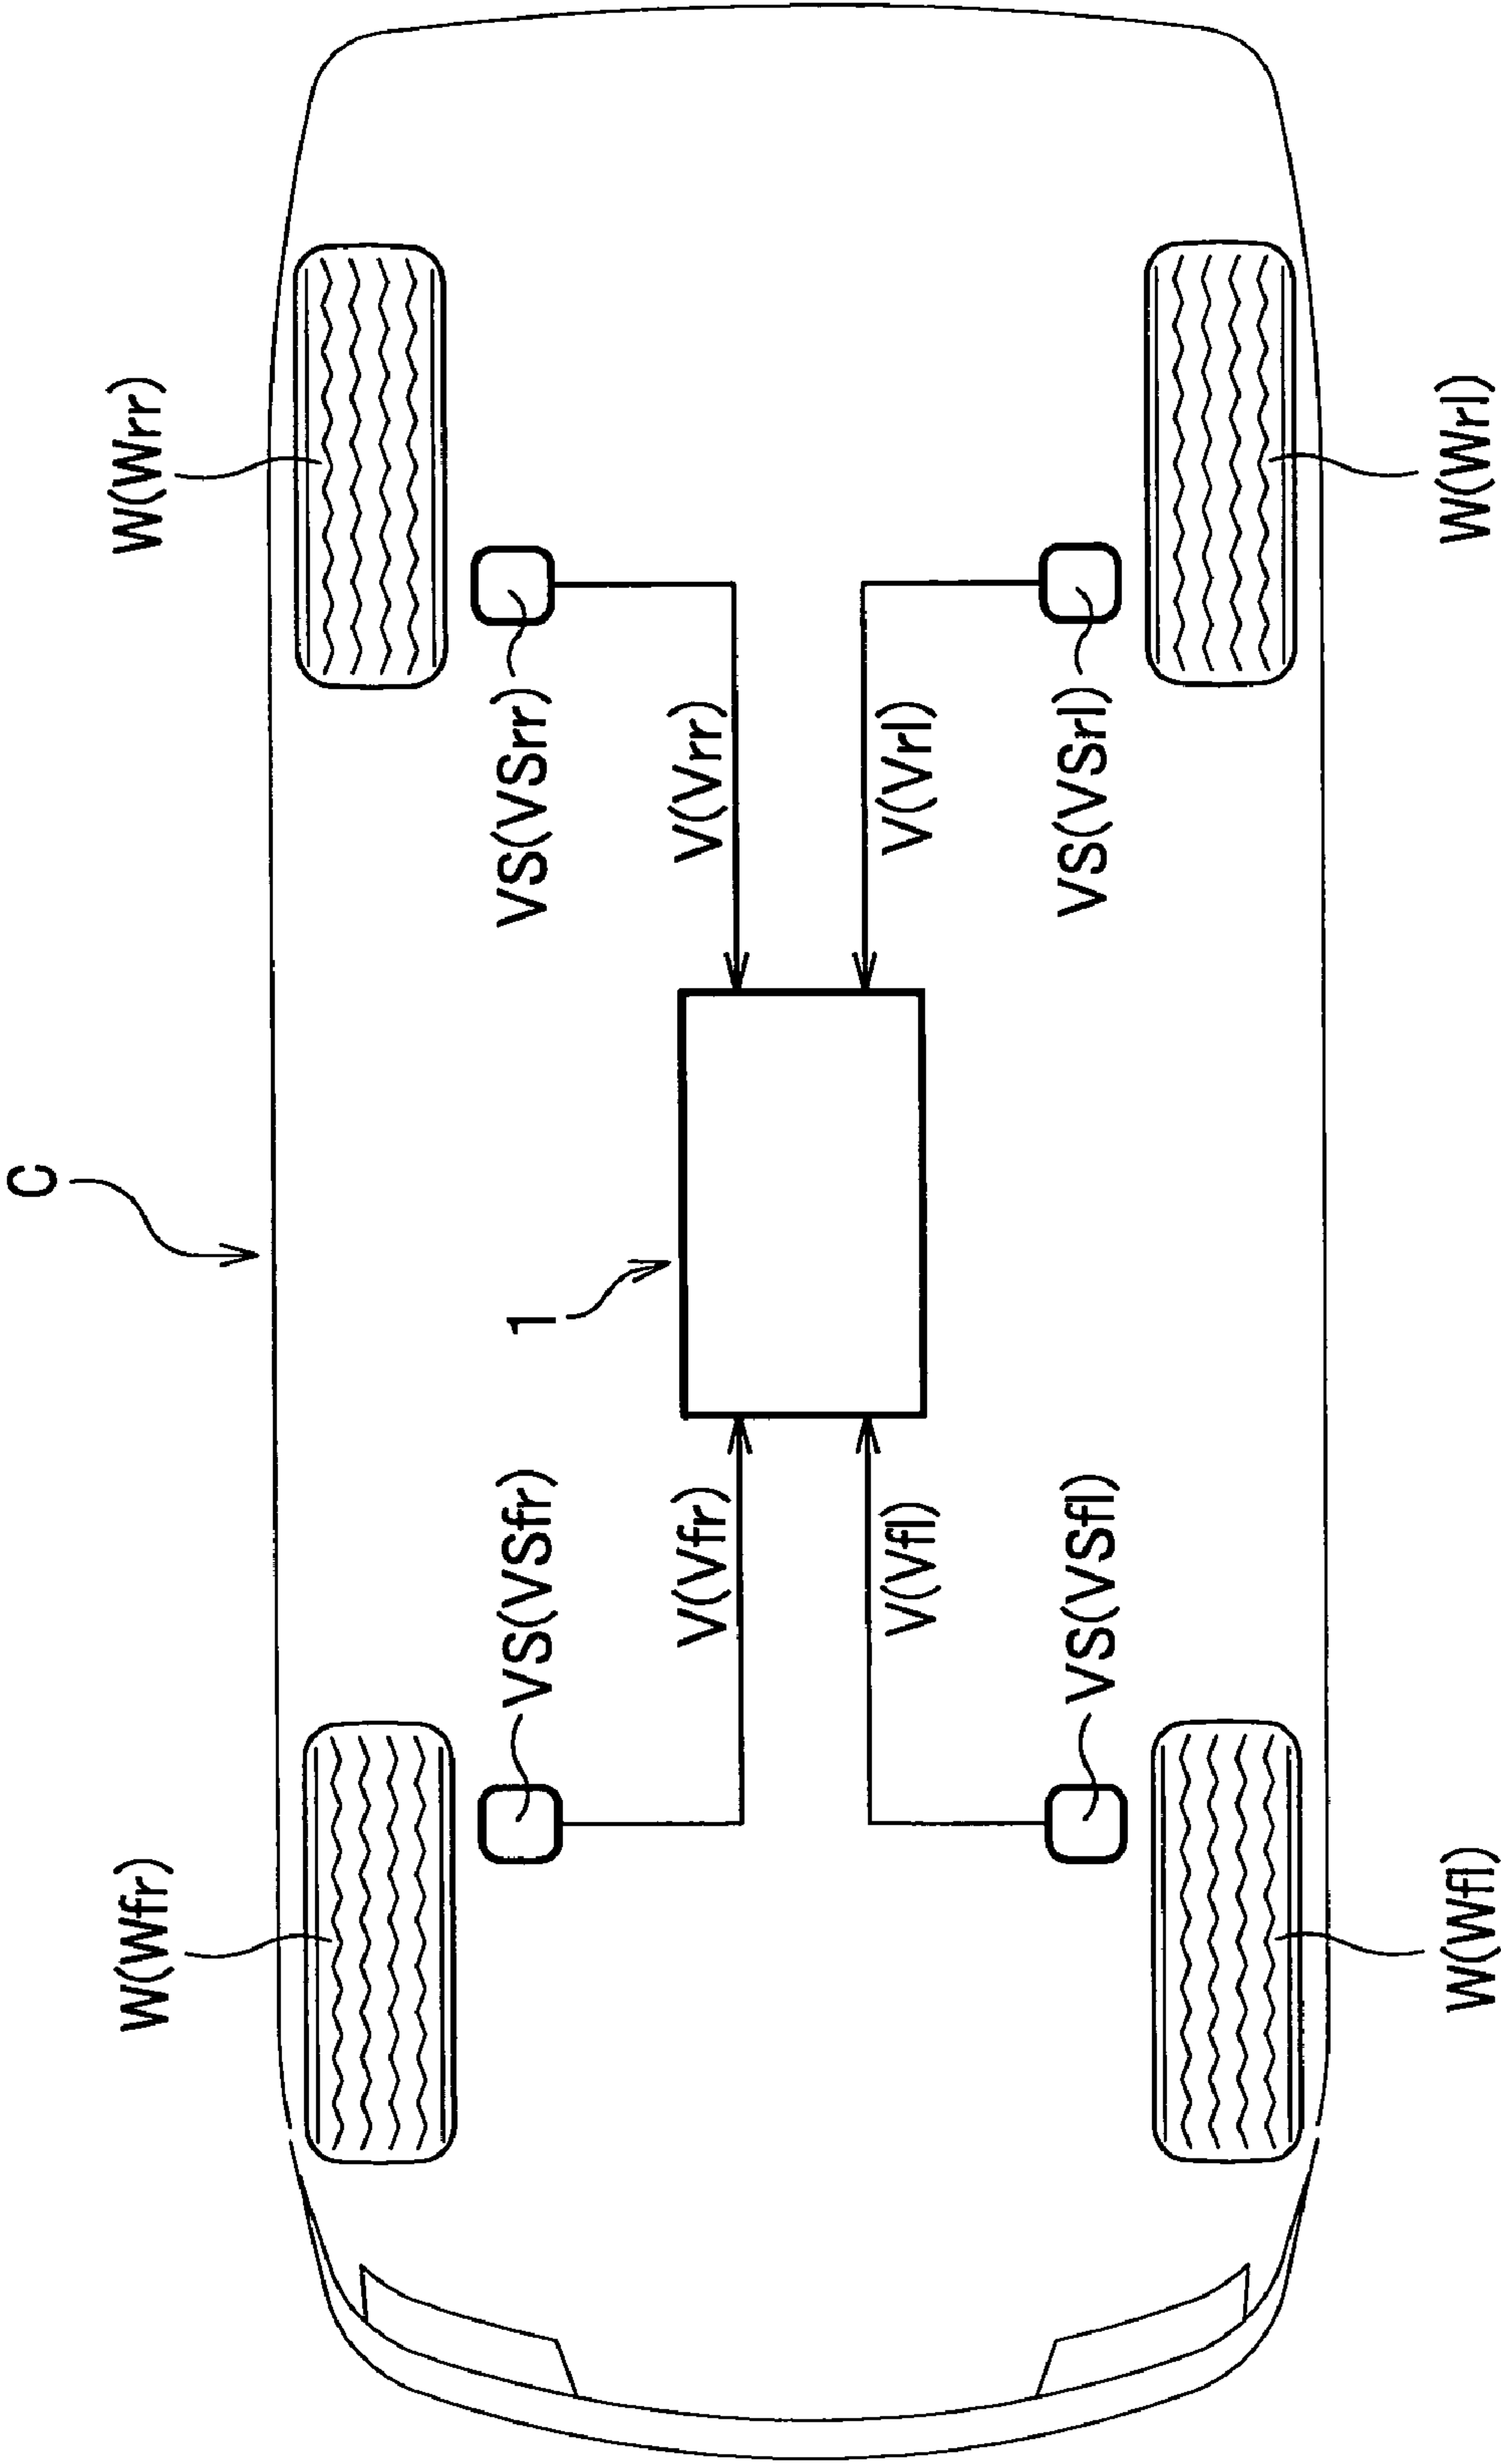 C
W(Wfr)
W(Wrr)
VS(VSfr)
1
VS(VSrr)
V(Vfr)
V(Vrr)
V(Vfl)
V(Vrl)
VS(VSfl)
VS(VSrl)
W(Wfl)
W(Wrl)